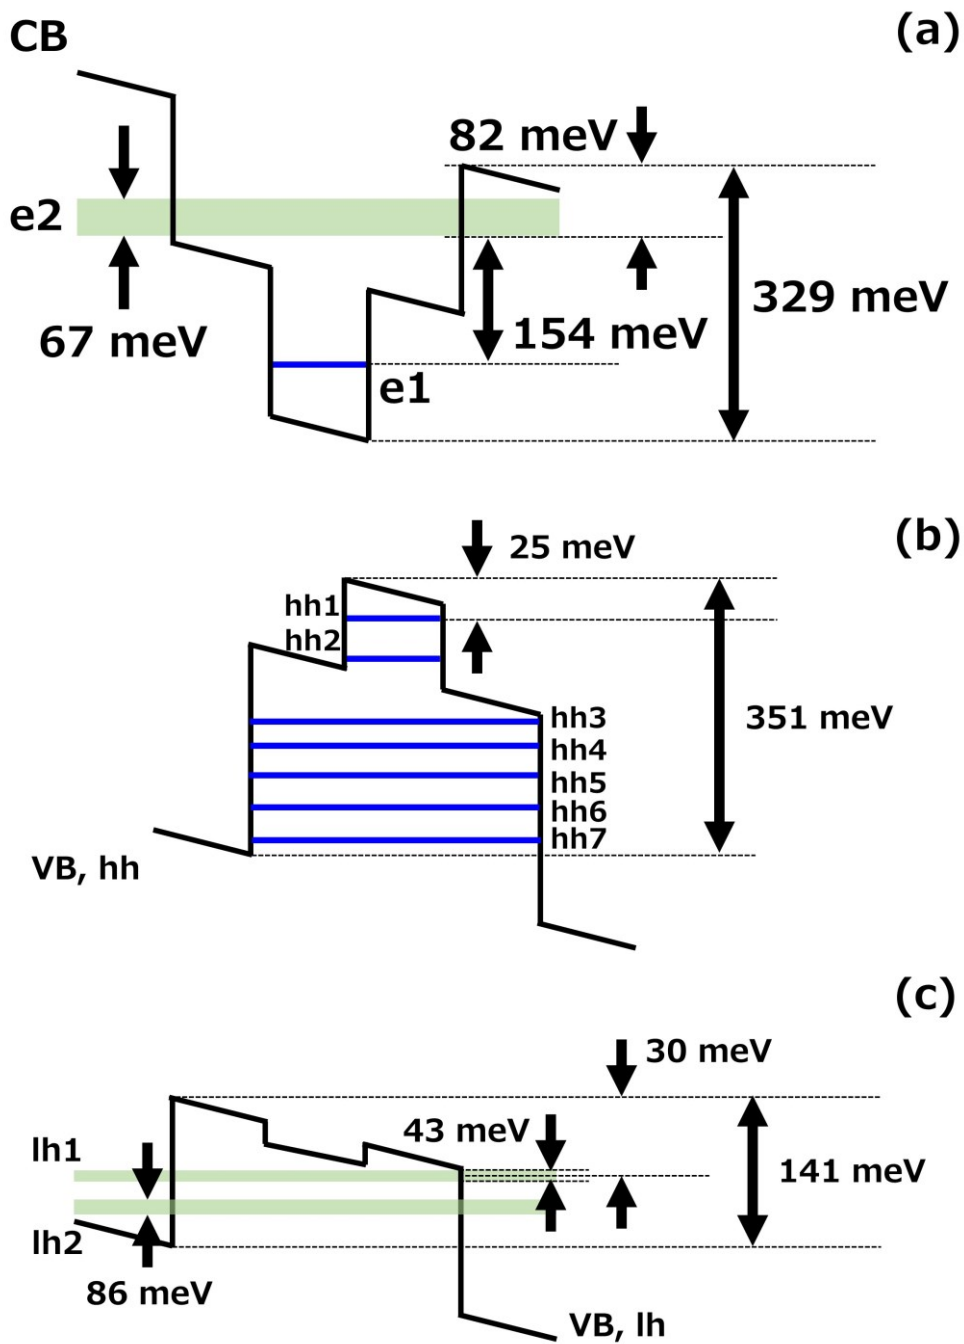 CB
(a)
82 meV
e2
329 meV
67 meV
154 meV
e1
(b)
25 meV
hh1
hh2
351 meV
hh3
hh4
hh5
hh6
hh7
VB, hh
(c)
30 meV
43 meV
lh1
141 meV
lh2
86 meV
VB, lh